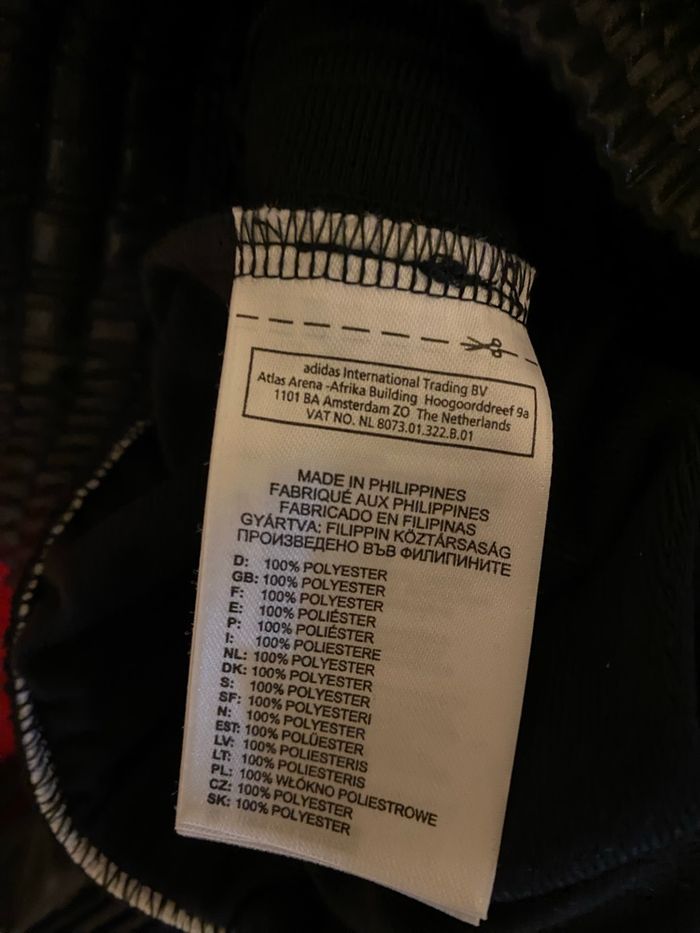 adidas International Trading BV
Atlas Arena -Afrika Building Hoogoorddreef 9a
1101 BA Amsterdam ZO The Netherlands
VAT NO. NL 8073.01.322.B.01
MADE IN PHILIPPINES
FABRIQUÉ AUX PHILIPPINES
FABRICADO EN FILIPINAS
GYÁRTVA: FILIPPIN KÖZTÁRSASÁG
ПРОИЗВЕДЕНО ВЪВ ФИЛИПИНИТЕ
D: 100% POLYESTER
GB: 100% POLYESTER
F: 100% POLYESTER
E: 100% POLIÉSTER
P: 100% POLIÉSTER
I: 100% POLIESTERE
NL: 100% POLYESTER
DK: 100% POLYESTER
S: 100% POLYESTER
SF: 100% POLYESTERI
N: 100% POLYESTER
EST: 100% POLÜESTER
LV: 100% POLIESTERIS
LT: 100% POLIESTERIS
PL: 100% WŁÓKNO POLIESTROWE
CZ: 100% POLYESTER
SK: 100% POLYESTER